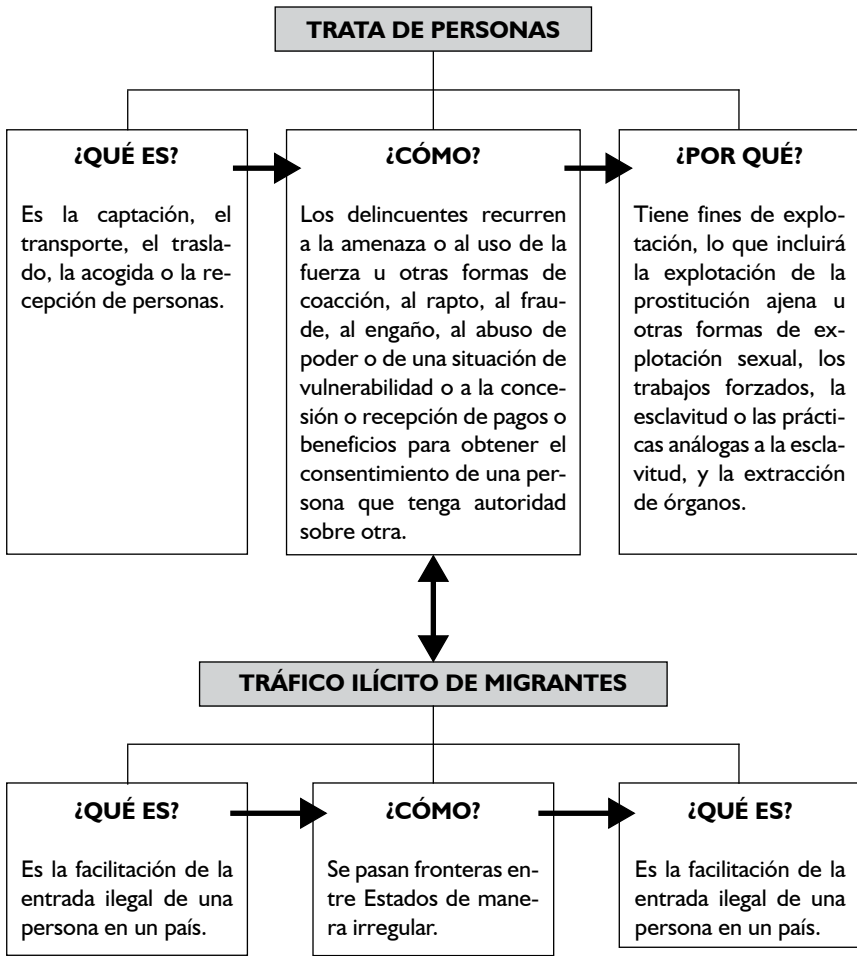 TRATA DE PERSONAS
¿QUÉ ES?
Es la captación, el
transporte, el trasla-
do, la acogida o la re-
cepción de personas.
¿CÓMO?
Los delincuentes recurren
a la amenaza o al uso de la
fuerza u otras formas de
coacción, al rapto, al frau-
de, al engaño, al abuso de
poder o de una situación de
vulnerabilidad o a la conce-
sión o recepción de pagos o
beneficios para obtener el
consentimiento de una per-
sona que tenga autoridad
sobre otra.
¿POR QUÉ?
Tiene fines de explo-
tación, lo que incluirá
la explotación de la
prostitución ajena u
otras formas de ex-
plotación sexual, los
trabajos forzados, la
esclavitud o las prácti-
cas análogas a la escla-
vitud, y la extracción
de órganos.
TRÁFICO ILÍCITO DE MIGRANTES
¿QUÉ ES?
Es la facilitación de la
entrada ilegal de una
persona en un país.
¿CÓMO?
Se pasan fronteras en-
tre Estados de mane-
ra irregular.
¿QUÉ ES?
Es la facilitación de la
entrada ilegal de una
persona en un país.